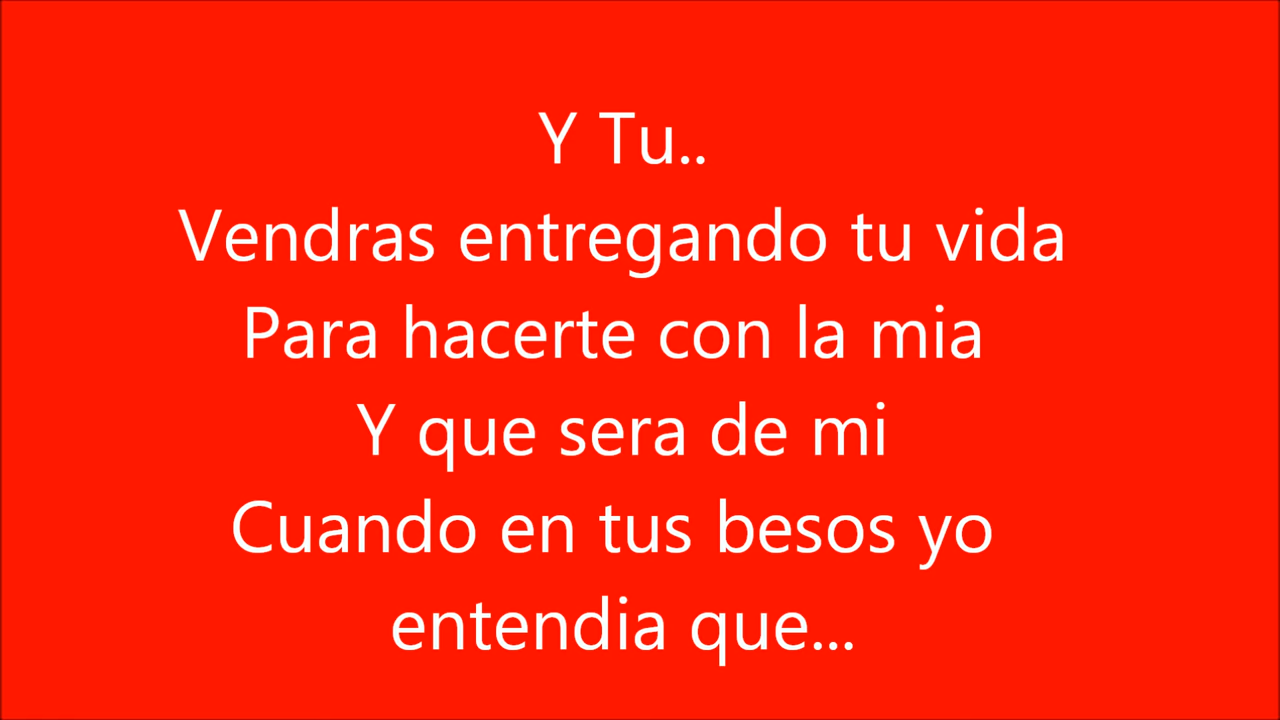 Y Tu..
Vendras entregando tu vida
Para hacerte con la mia
Y que sera de mi
Cuando en tus besos yo
entendia que...